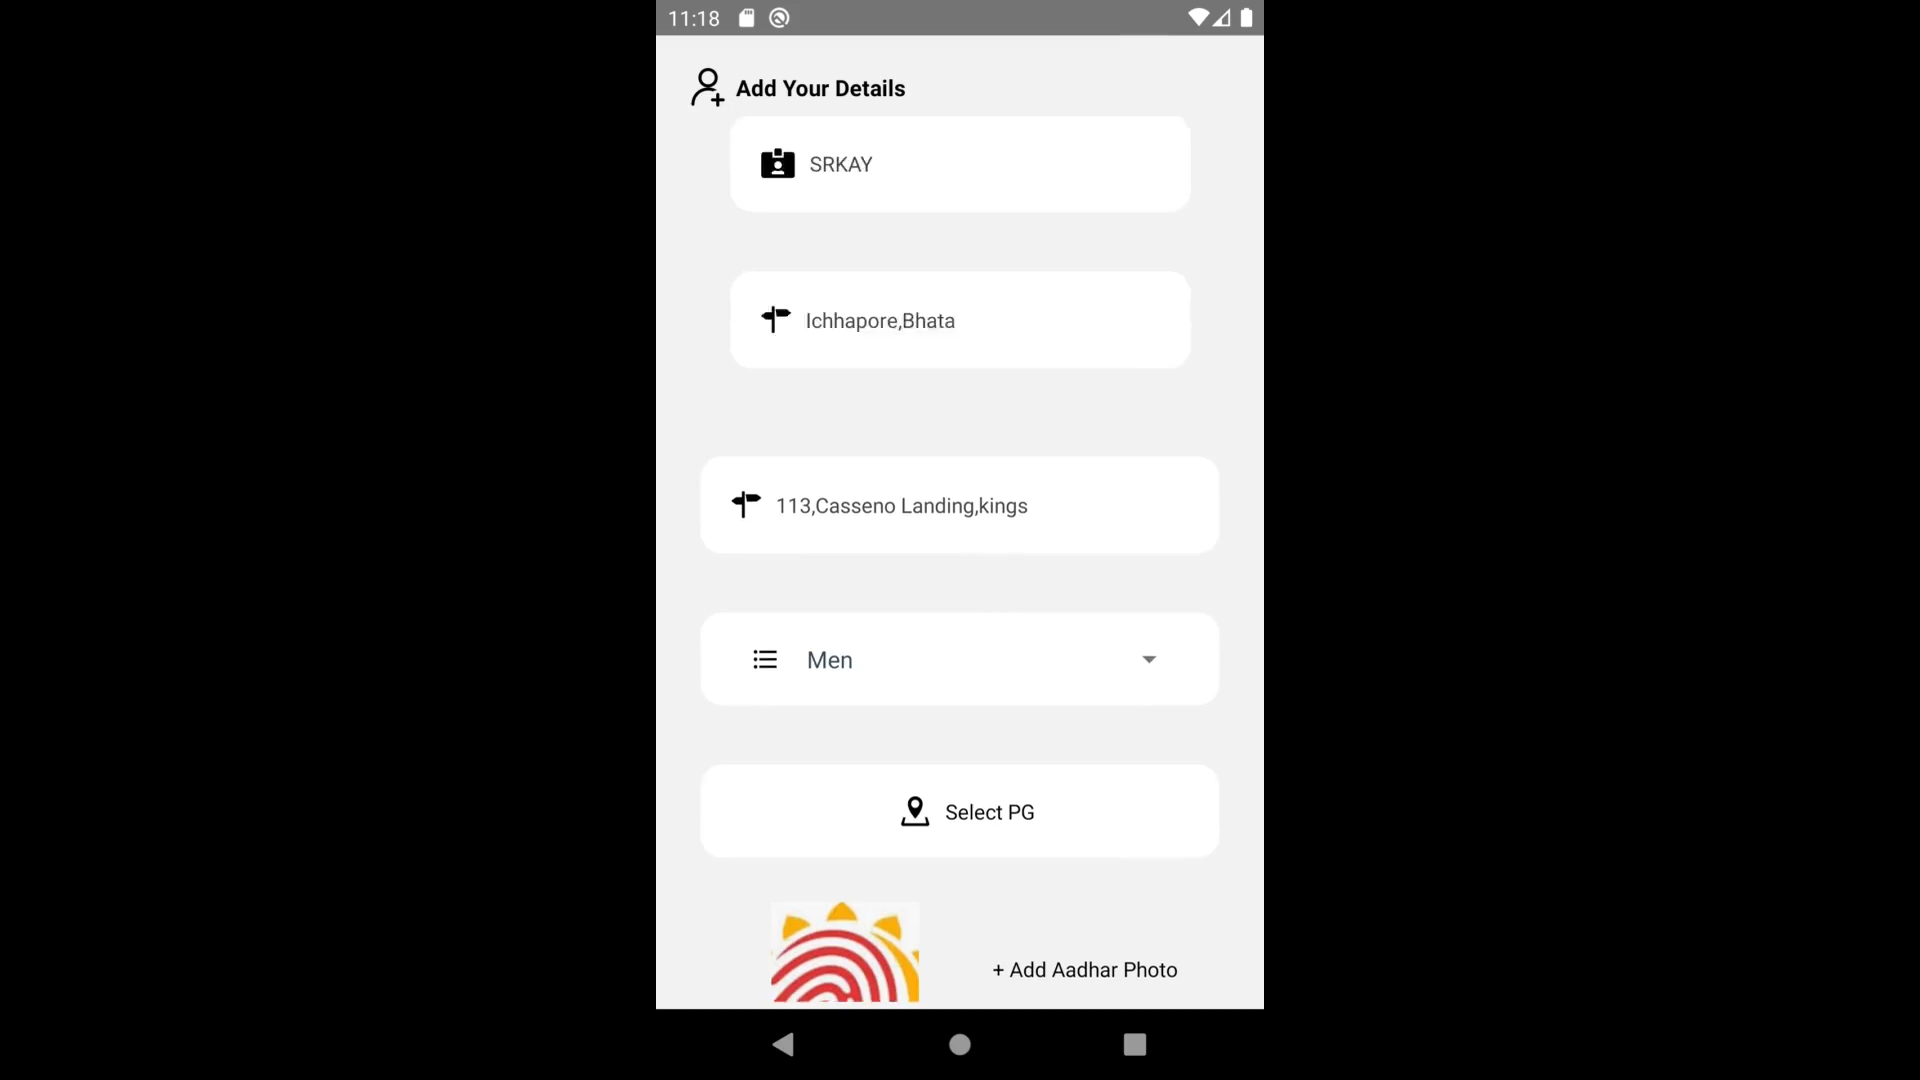 11:18
Add Your Details
SRKAY
Ichhapore,Bhata
113,Casseno Landing,kings
Men
Select PG
+ Add Aadhar Photo